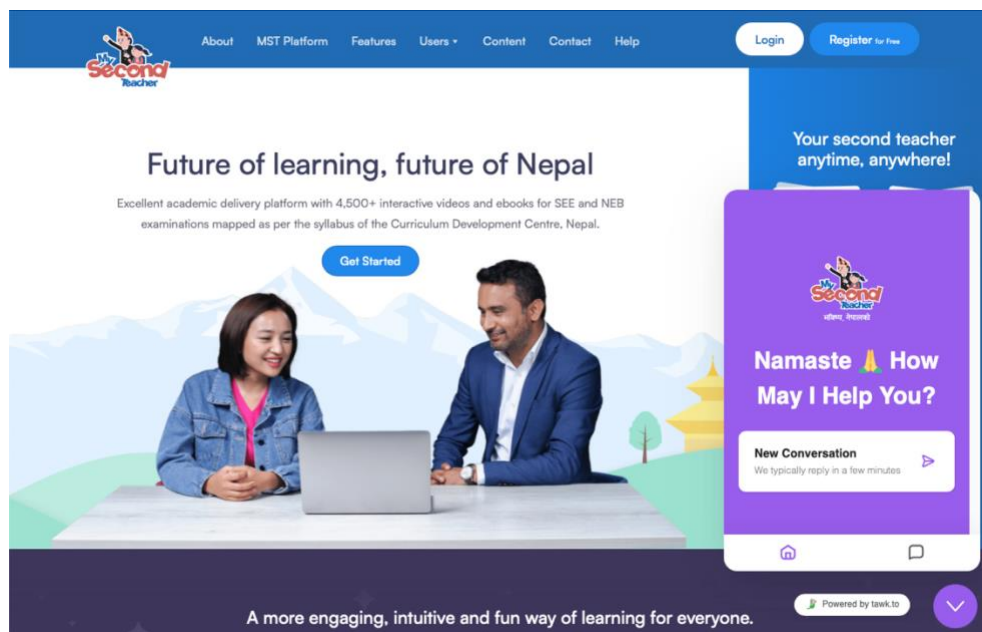 My
Second
Teacher
About
MST Platform
Features
Users
Content
Contact
Help
Login
Register for Free
Future of learning, future of Nepal
Excellent academic delivery platform with 4,500+ interactive videos and ebooks for SEE and NEB
examinations mapped as per the syllabus of the Curriculum Development Centre, Nepal.
Get Started
Your second teacher
anytime, anywhere!
My
Second
Teacher
भविष्य नेपालको
Namaste 🙏 How
May I Help You?
New Conversation
We typically reply in a few minutes
Powered by tawk.to
A more engaging, intuitive and fun way of learning for everyone.